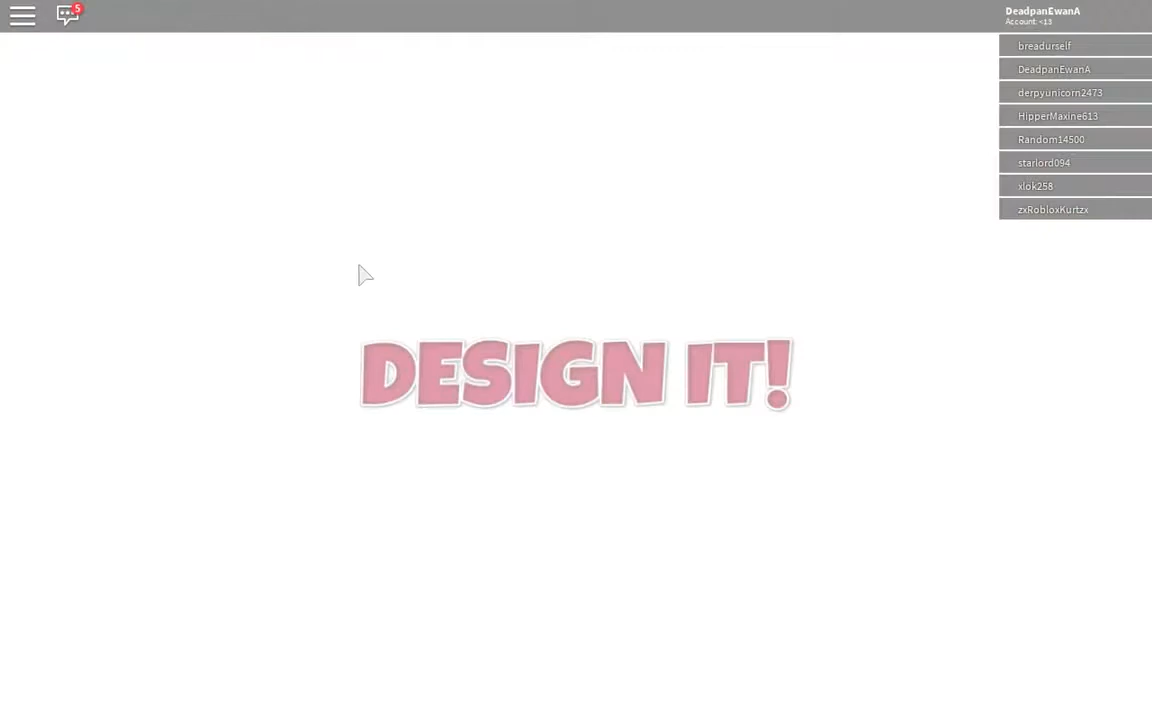 5
DeadpanEwanA
Account: <13
breadurself
DeadpanEwanA
derpyunicorn2473
HipperMaxine613
Random14500
starlord094
xlok258
zxRobloxKurtzx
DESIGN IT!